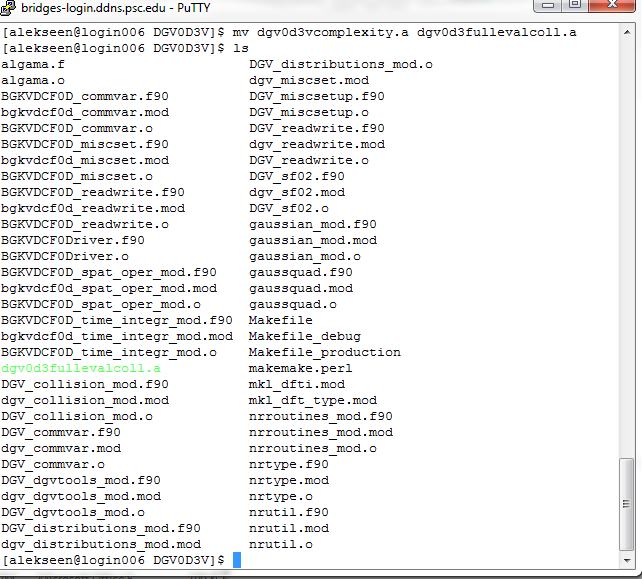 bridges-login.ddns.psc.edu - PuTTY
[alekseen@login006 DGV0D3V]$ mv dgv0d3vcomplexity.a dgv0d3fullevalcoll.a
[alekseen@login006 DGV0D3V]$ ls
algama.f DGV_distributions_mod.o
algama.o dgv_miscset.mod
BGKVDCF0D_commvar.f90 DGV_miscsetup.f90
bgkvdcf0d_commvar.mod DGV_miscsetup.o
BGKVDCF0D_commvar.o DGV_readwrite.f90
BGKVDCF0D_miscset.f90 dgv_readwrite.mod
bgkvdcf0d_miscset.mod DGV_readwrite.o
BGKVDCF0D_miscset.o DGV_sf02.f90
BGKVDCF0D_readwrite.f90 dgv_sf02.mod
bgkvdcf0d_readwrite.mod DGV_sf02.o
BGKVDCF0D_readwrite.o gaussian_mod.f90
BGKVDCF0Driver.f90 gaussian_mod.mod
BGKVDCF0Driver.o gaussian_mod.o
BGKVDCF0D_spat_oper_mod.f90 gaussquad.f90
bgkvdcf0d_spat_oper_mod.mod gaussquad.mod
BGKVDCF0D_spat_oper_mod.o gaussquad.o
BGKVDCF0D_time_integr_mod.f90 Makefile
bgkvdcf0d_time_integr_mod.mod Makefile_debug
BGKVDCF0D_time_integr_mod.o Makefile_production
dgv0d3fullevalcoll.a makemake.perl
DGV_collision_mod.f90 mkl_dfti.mod
dgv_collision_mod.mod mkl_dft_type.mod
DGV_collision_mod.o nrroutines_mod.f90
DGV_commvar.f90 nrroutines_mod.mod
dgv_commvar.mod nrroutines_mod.o
DGV_commvar.o nrtype.f90
DGV_dgvtools_mod.f90 nrtype.mod
dgv_dgvtools_mod.mod nrtype.o
DGV_dgvtools_mod.o nrutil.f90
DGV_distributions_mod.f90 nrutil.mod
dgv_distributions_mod.mod nrutil.o
[alekseen@login006 DGV0D3V]$